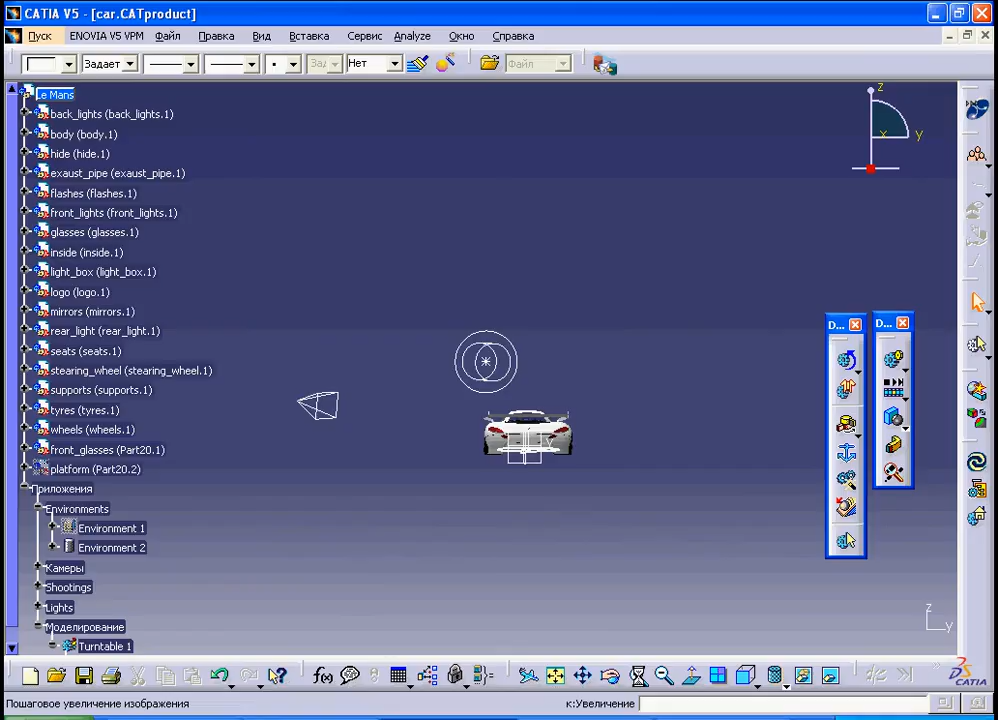 CATIA V5 - [car.CATproduct]
Пуск ENOVIA V5 VPM Файл Правка Вид Вставка Сервис Analyze Окно Справка
Задает Зад Нет Файл
Le Mans
back_lights (back_lights.1)
body (body.1)
hide (hide.1)
exaust_pipe (exaust_pipe.1)
flashes (flashes.1)
front_lights (front_lights.1)
glasses (glasses.1)
inside (inside.1)
light_box (light_box.1)
logo (logo.1)
mirrors (mirrors.1)
rear_light (rear_light.1)
seats (seats.1)
stearing_wheel (stearing_wheel.1)
supports (supports.1)
tyres (tyres.1)
wheels (wheels.1)
front_glasses (Part20.1)
platform (Part20.2)
Приложения
Environments
Environment 1
Environment 2
Камеры
Shootings
Lights
Моделирование
Turntable 1
z
x y
D... D...
z
y
f(x)
CATIA
Пошаговое увеличение изображения к:Увеличение